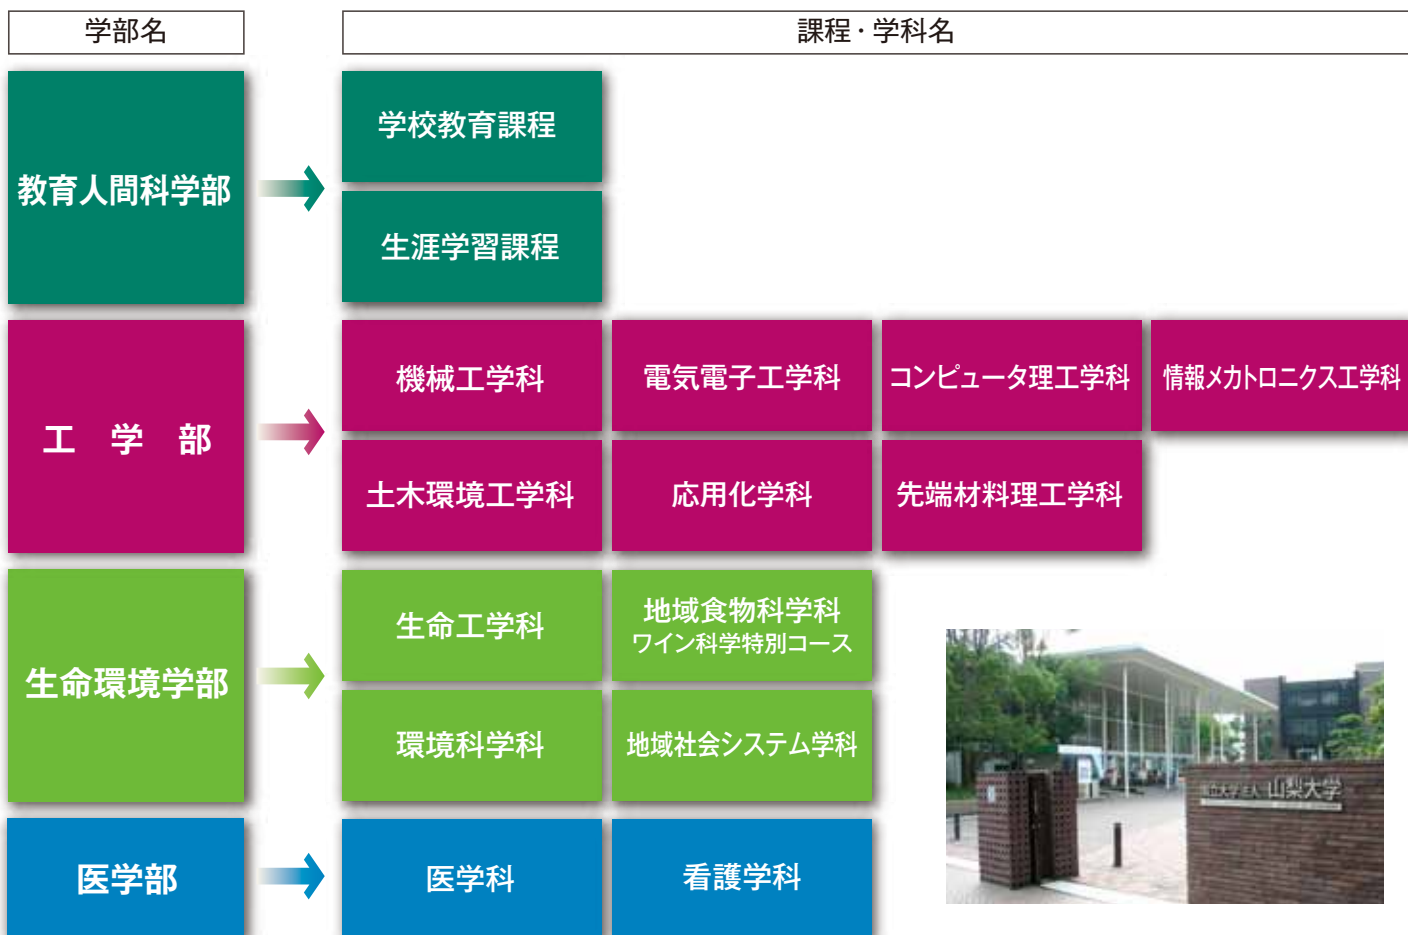 学部名
課程・学科名
教育人間科学部
学校教育課程
生涯学習課程
工 学 部
機械工学科
電気電子工学科
コンピュータ理工学科
情報メカトロニクス工学科
土木環境工学科
応用化学科
先端材料理工学科
生命環境学部
生命工学科
地域食物科学科
ワイン科学特別コース
環境科学科
地域社会システム学科
医学部
医学科
看護学科
国立大学法人 山梨大学